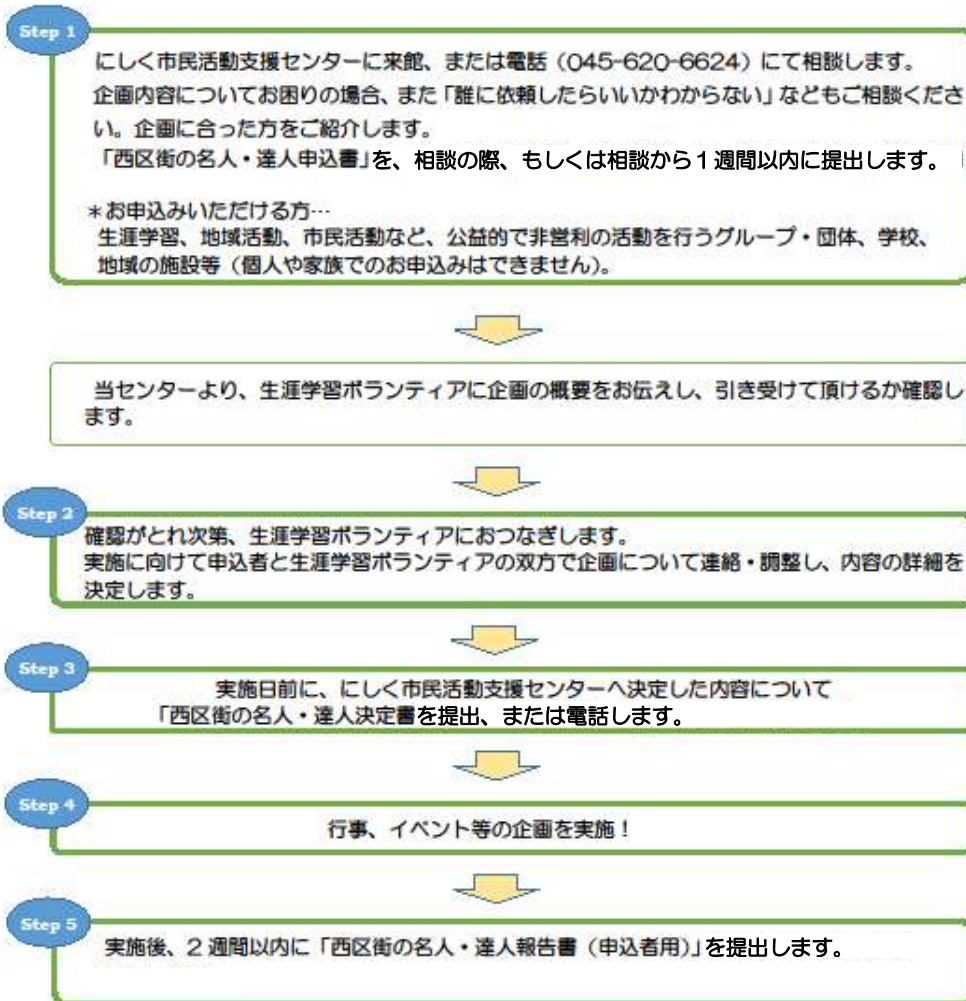 Step 1
にしく市民活動支援センターに来館、または電話（045-620-6624）にて相談します。
企画内容についてお困りの場合、また「誰に依頼したらいいかわからない」などもご相談くださ
い。企画に合った方をご紹介します。
「西区街の名人・達人申込書」を、相談の際、もしくは相談から１週間以内に提出します。
＊お申込みいただける方…
生涯学習、地域活動、市民活動など、公益的で非営利の活動を行うグループ・団体、学校、
地域の施設等（個人や家族でのお申込みはできません）。
当センターより、生涯学習ボランティアに企画の概要をお伝えし、引き受けて頂けるか確認し
ます。
Step 2
確認がとれ次第、生涯学習ボランティアにおつなぎします。
実施に向けて申込者と生涯学習ボランティアの双方で企画について連絡・調整し、内容の詳細を
決定します。
Step 3
実施日前に、にしく市民活動支援センターへ決定した内容について
「西区街の名人・達人決定書を提出、または電話します。
Step 4
行事、イベント等の企画を実施！
Step 5
実施後、2 週間以内に「西区街の名人・達人報告書（申込者用）」を提出します。